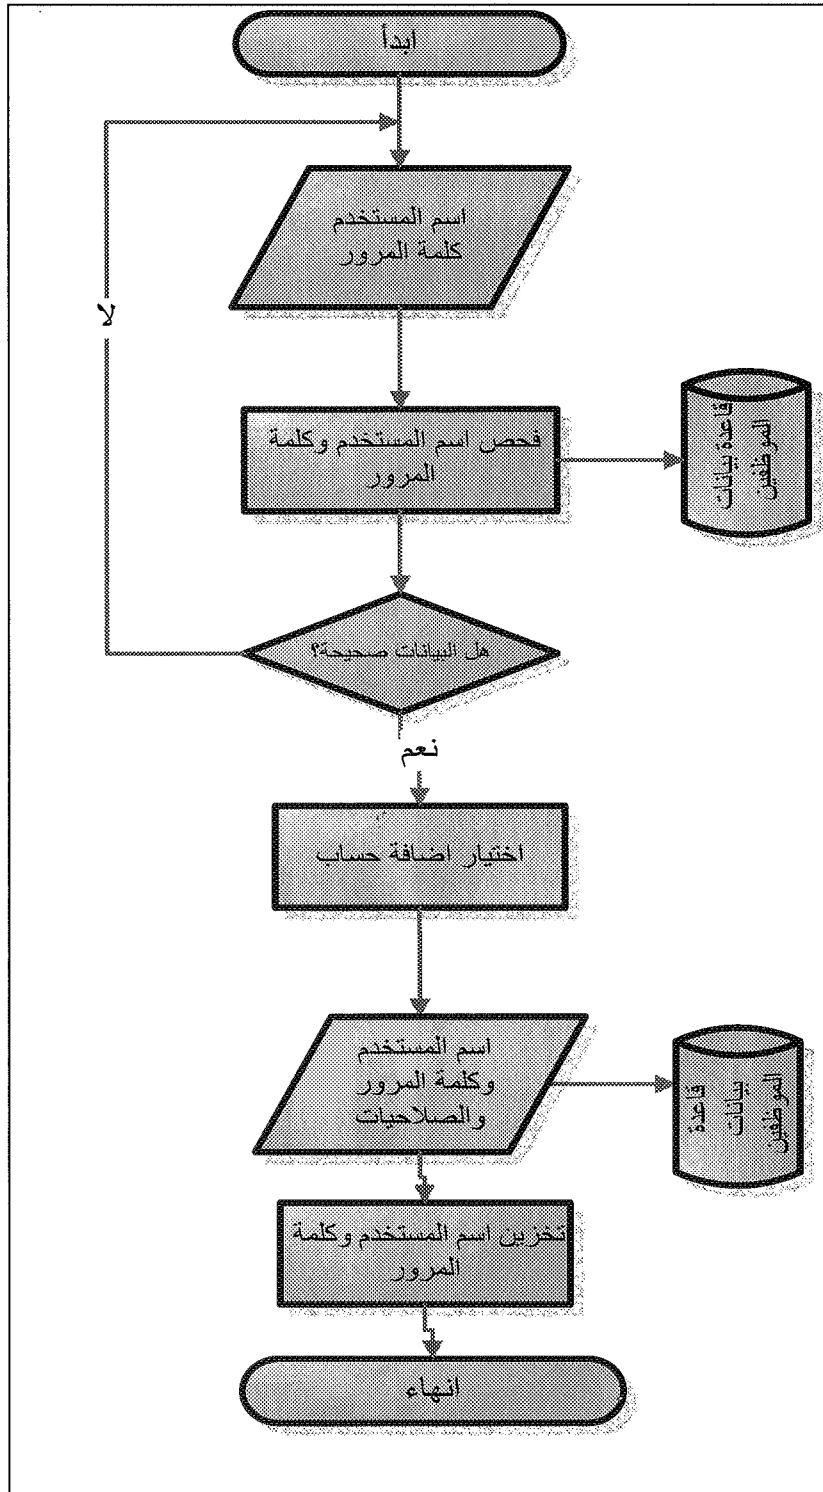 ابدأ
اسم المستخدم
كلمة المرور
لا
فحص اسم المستخدم وكلمة
المرور
قاعدة بيانات
الموظفين
هل البيانات صحيحة؟
نعم
اختيار اضافة حساب
اسم المستخدم
وكلمة المرور
والصلاحيات
قاعدة
بيانات
الموظفين
تخزين اسم المستخدم وكلمة
المرور
انهاء